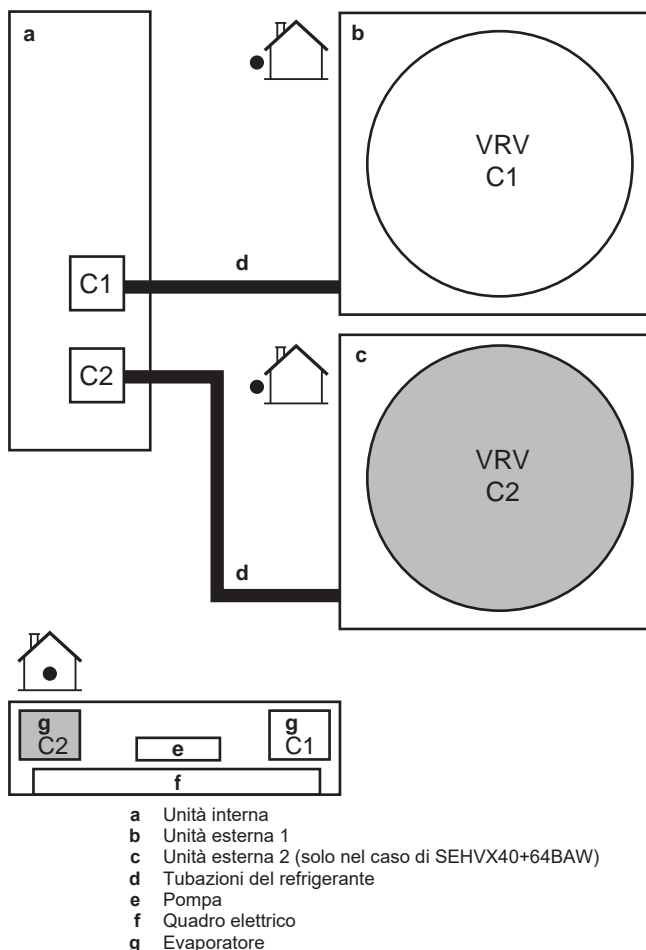 a
b
VRV
C1
d
C1
C2
c
VRV
C2
d
g
C2
e
g
C1
f
a Unità interna
b Unità esterna 1
c Unità esterna 2 (solo nel caso di SEHVX40+64BAW)
d Tubazioni del refrigerante
e Pompa
f Quadro elettrico
g Evaporatore